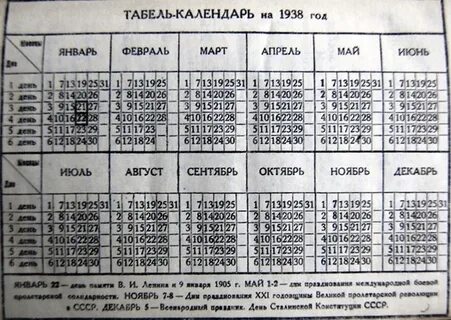 ТАБЕЛЬ-КАЛЕНДАРЬ на 1938 год
Месяцы ЯНВАРЬ ФЕВРАЛЬ МАРТ АПРЕЛЬ МАЙ ИЮНЬ
Дни
1 день 1 7 13 19 25 31 1 7 13 19 25 1 7 13 19 25 31 1 7 13 19 25 1 7 13 19 25 31 1 7 13 19 25
2 день 2 8 14 20 26 2 8 14 20 26 2 8 14 20 26 2 8 14 20 26 2 8 14 20 26 2 8 14 20 26
3 день 3 9 15 21 27 3 9 15 21 27 3 9 15 21 27 3 9 15 21 27 3 9 15 21 27 3 9 15 21 27
4 день 4 10 16 22 28 4 10 16 22 28 4 10 16 22 28 4 10 16 22 28 4 10 16 22 28 4 10 16 22 28
5 день 5 11 17 23 29 5 11 17 23 5 11 17 23 29 5 11 17 23 29 5 11 17 23 29 5 11 17 23 29
6 день 6 12 18 24 30 6 12 18 24 6 12 18 24 30 6 12 18 24 30 6 12 18 24 30 6 12 18 24 30
Месяцы ИЮЛЬ АВГУСТ СЕНТЯБРЬ ОКТЯБРЬ НОЯБРЬ ДЕКАБРЬ
Дни
1 день 1 7 13 19 25 31 1 7 13 19 25 31 1 7 13 19 25 1 7 13 19 25 31 1 7 13 19 25 1 7 13 19 25 31
2 день 2 8 14 20 26 2 8 14 20 26 2 8 14 20 26 2 8 14 20 26 2 8 14 20 26 2 8 14 20 26
3 день 3 9 15 21 27 3 9 15 21 27 3 9 15 21 27 3 9 15 21 27 3 9 15 21 27 3 9 15 21 27
4 день 4 10 16 22 28 4 10 16 22 28 4 10 16 22 28 4 10 16 22 28 4 10 16 22 28 4 10 16 22 28
5 день 5 11 17 23 29 5 11 17 23 29 5 11 17 23 29 5 11 17 23 29 5 11 17 23 29 5 11 17 23 29
6 день 6 12 18 24 30 6 12 18 24 30 6 12 18 24 30 6 12 18 24 30 6 12 18 24 30 6 12 18 24 30
ЯНВАРЬ 22 — день памяти В. И. Ленина и 9 января 1905 г. МАЙ 1-2 — дни празднования международной боевой
пролетарской солидарности. НОЯБРЬ 7-8 — Дни празднования XXI годовщины Великой пролетарской революции
в СССР. ДЕКАБРЬ 5 — Всенародный праздник. День Сталинской Конституции СССР.